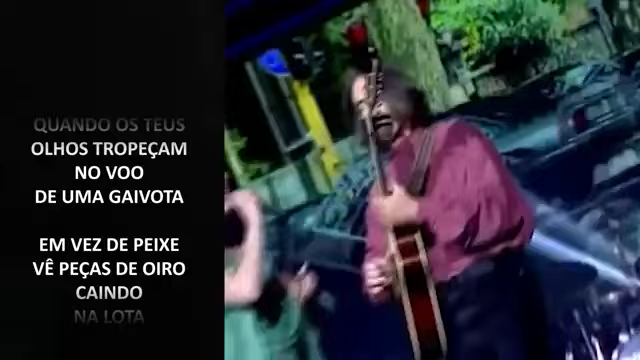 QUANDO OS TEUS
OLHOS TROPEÇAM
NO VOO
DE UMA GAIVOTA
EM VEZ DE PEIXE
VÊ PEÇAS DE OIRO
CAINDO
NA LOTA